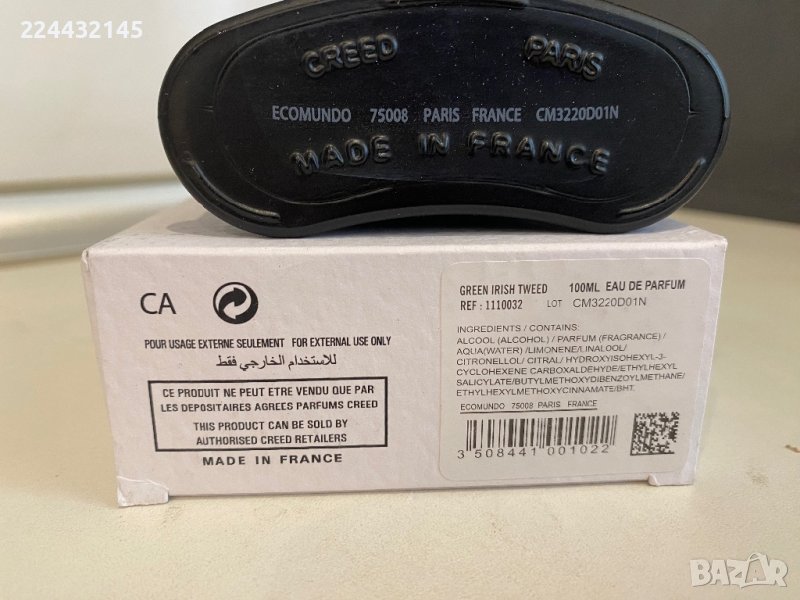 224432145
CREED PARIS
ECOMUNDO 75008 PARIS FRANCE CM3220D01N
MADE IN FRANCE
CA
POUR USAGE EXTERNE SEULEMENT FOR EXTERNAL USE ONLY
للاستخدام الخارجي فقط
CE PRODUIT NE PEUT ETRE VENDU QUE PAR
LES DEPOSITAIRES AGREES PARFUMS CREED
THIS PRODUCT CAN BE SOLD BY
AUTHORISED CREED RETAILERS
MADE IN FRANCE
GREEN IRISH TWEED 100ML EAU DE PARFUM
REF : 1110032 LOT CM3220D01N
INGREDIENTS / CONTAINS:
ALCOOL (ALCOHOL) / PARFUM (FRAGRANCE) /
AQUA(WATER) /LIMONENE/LINALOOL/
CITRONELLOL/ CITRAL/ HYDROXYISOHEXYL-3-
CYCLOHEXENE CARBOXALDEHYDE/ETHYLHEXYL
SALICYLATE/BUTYLMETHOXYDIBENZOYLMETHANE/
ETHYLHEXYLMETHOXYCINNAMATE/BHT.
ECOMUNDO 75008 PARIS FRANCE
3 508441 001022
BAZAR